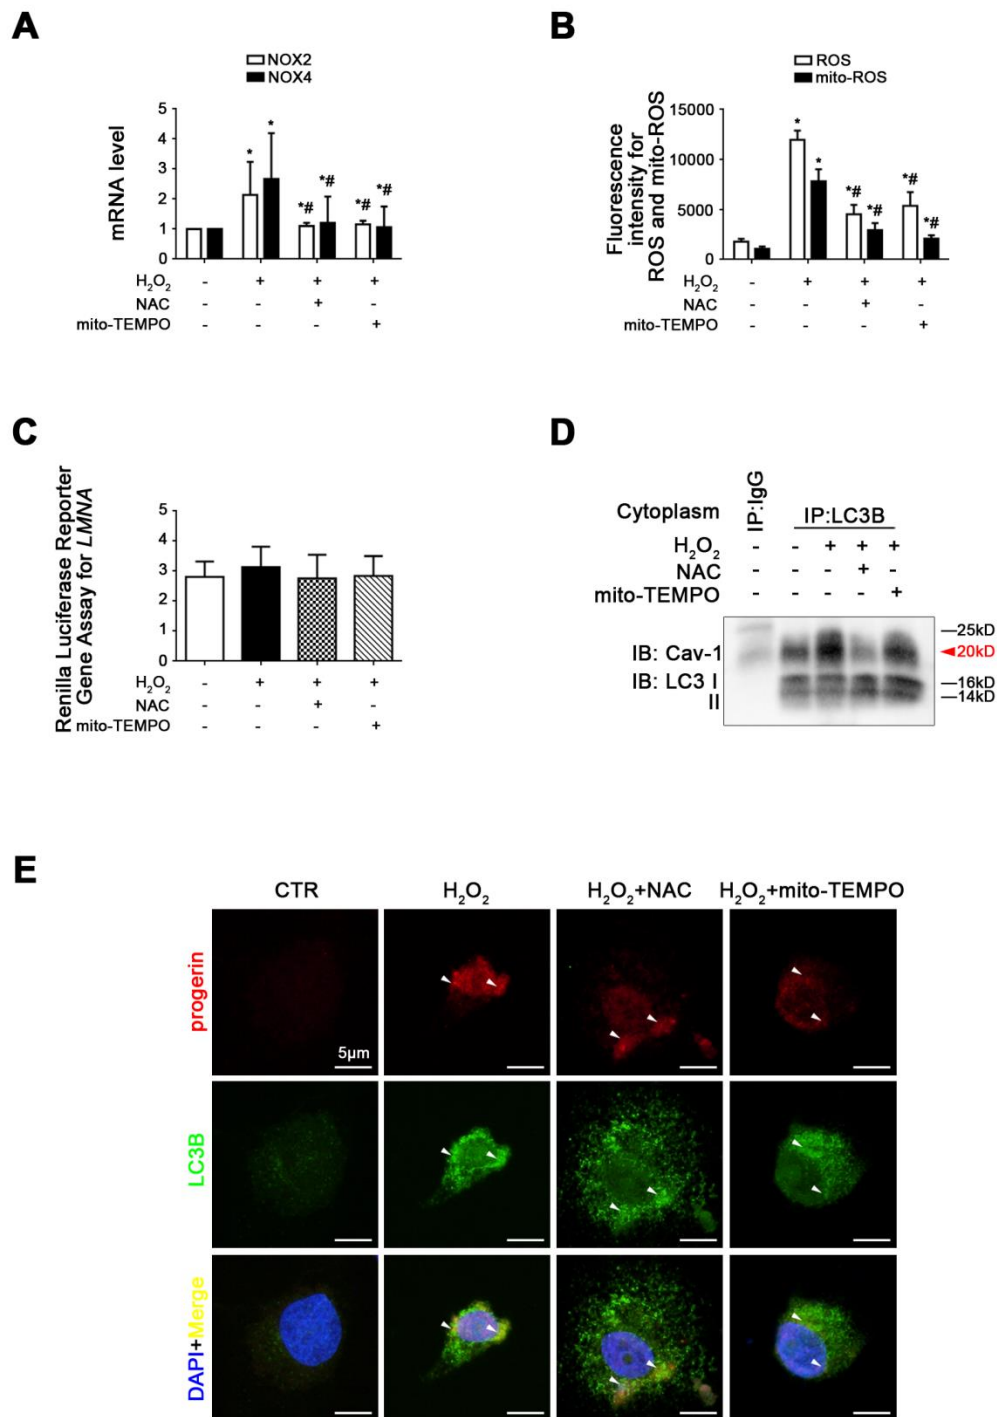 A
NOX2
NOX4
mRNA level
5
4
3
2
1
0
* * *# *# *# *#
H₂O₂ - + + +
NAC - - + -
mito-TEMPO - - - +
B
ROS
mito-ROS
Fluorescence
intensity for
ROS and mito-ROS
15000
10000
5000
0
* * *# *# *# *#
H₂O₂ - + + +
NAC - - + -
mito-TEMPO - - - +
C
Renilla Luciferase Reporter
Gene Assay for LMNA
5
4
3
2
1
0
H₂O₂ - + + +
NAC - - + -
mito-TEMPO - - - +
D
IP:IgG
Cytoplasm IP:LC3B
H₂O₂ - - + + +
NAC - - - + -
mito-TEMPO - - - - +
25kD
IB: Cav-1 20kD
IB: LC3 I 16kD
II 14kD
E
CTR H₂O₂ H₂O₂+NAC H₂O₂+mito-TEMPO
progerin
5μm
LC3B
DAPI+Merge